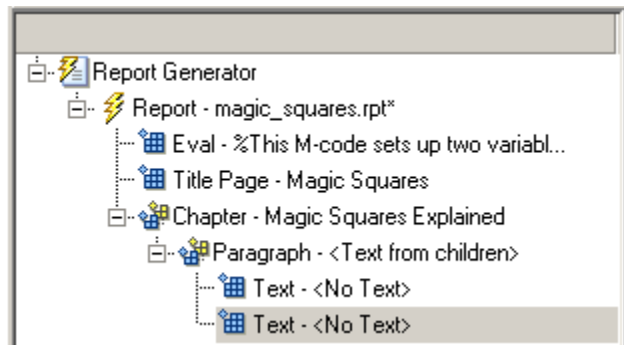 Report Generator
Report - magic_squares.rpt*
Eval - %This M-code sets up two variabl...
Title Page - Magic Squares
Chapter - Magic Squares Explained
Paragraph - <Text from children>
Text - <No Text>
Text - <No Text>